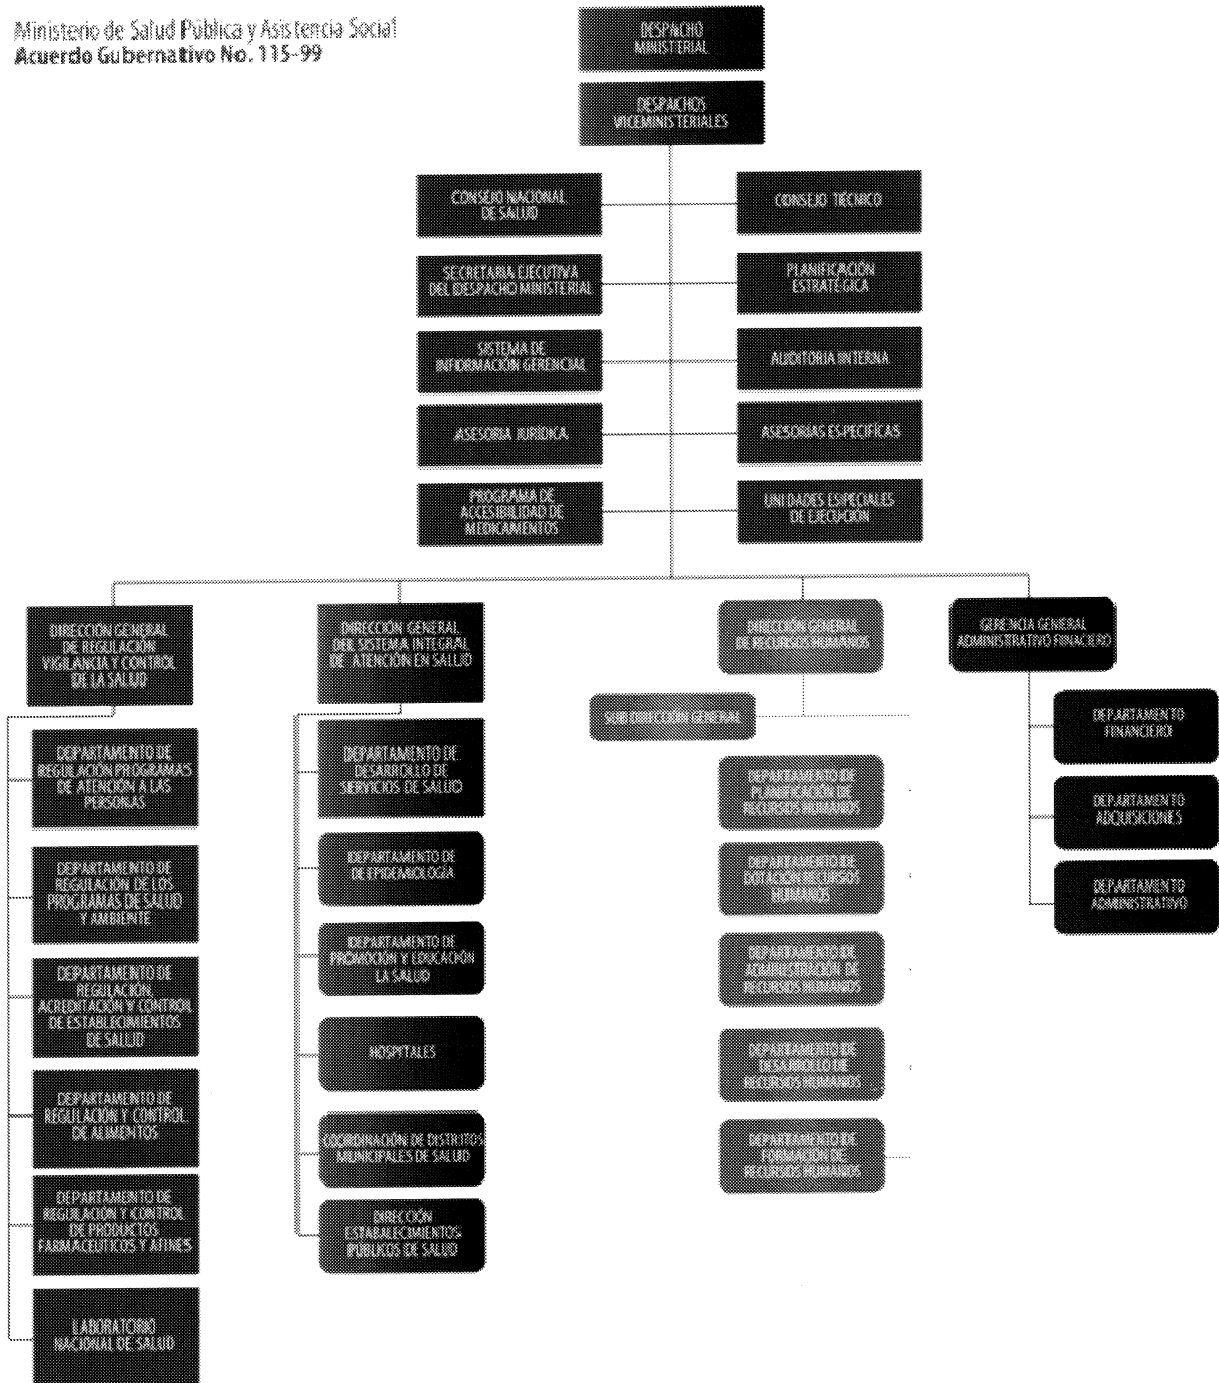 Ministerio de Salud Pública y Asistencia Social
Acuerdo Gubernativo No. 115-99
DESPACHO
MINISTERIAL
DESPACHOS
VICEMINISTERIALES
CONSEJO NACIONAL
DE SALUD
CONSEJO TÉCNICO
SECRETARIA EJECUTIVA
DEL DESPACHO MINISTERIAL
PLANIFICACIÓN
ESTRATÉGICA
SISTEMA DE
INFORMACIÓN GERENCIAL
AUDITORIA INTERNA
ASESORIA JURÍDICA
ASESORÍAS ESPECIFÍCAS
PROGRAMA DE
ACCESIBILIDAD DE
MEDICAMENTOS
UNIDADES ESPECIALES
DE EJECUCIÓN
DIRECCIÓN GENERAL
DE REGULACIÓN
VIGILANCIA Y CONTROL
DE LA SALUD
DEPARTAMENTO DE
REGULACIÓN PROGRAMAS
DE ATENCIÓN A LAS
PERSONAS
DEPARTAMENTO DE
REGULACIÓN DE LOS
PROGRAMAS DE SALUD
Y AMBIENTE
DEPARTAMENTO DE
REGULACIÓN,
ACREDITACIÓN Y CONTROL
DE ESTABLECIMIENTOS
DE SALUD
DEPARTAMENTO DE
REGULACIÓN Y CONTROL
DE ALIMENTOS
DEPARTAMENTO DE
REGULACIÓN Y CONTROL
DE PRODUCTOS
FARMACEUTICOS Y AFINES
LABORATORIO
NACIONAL DE SALUD
DIRECCIÓN GENERAL
DEL SISTEMA INTEGRAL
DE ATENCIÓN EN SALUD
DEPARTAMENTO DE
DESARROLLO DE
SERVICIOS DE SALUD
DEPARTAMENTO DE
EPIDEMIOLOGÍA
DEPARTAMENTO DE
PROMOCIÓN Y EDUCACIÓN
LA SALUD
HOSPITALES
COORDINACIÓN DE DISTRITOS
MUNICIPALES DE SALUD
DIRECCIÓN
ESTABALECIMIENTOS
PUBLICOS DE SALUD
DIRECCIÓN GENERAL
DE RECURSOS HUMANOS
SUB DIRECCIÓN GENERAL
DEPARTAMENTO DE
PLANIFICACIÓN DE
RECURSOS HUMANOS
DEPARTAMENTO DE
DOTACIÓN RECURSOS
HUMANOS
DEPARTAMENTO DE
ADMINISTRACIÓN DE
RECURSOS HUMANOS
DEPARTAMENTO DE
DESARROLLO DE
RECURSOS HUMANOS
DEPARTAMENTO DE
FORMACIÓN DE
RECURSOS HUMANOS
GERENCIA GENERAL
ADMINISTRATIVO FINACIERO
DEPARTAMENTO
FINANCIERO
DEPARTAMENTO
ADQUISICIONES
DEPARTAMENTO
ADMINISTRATIVO